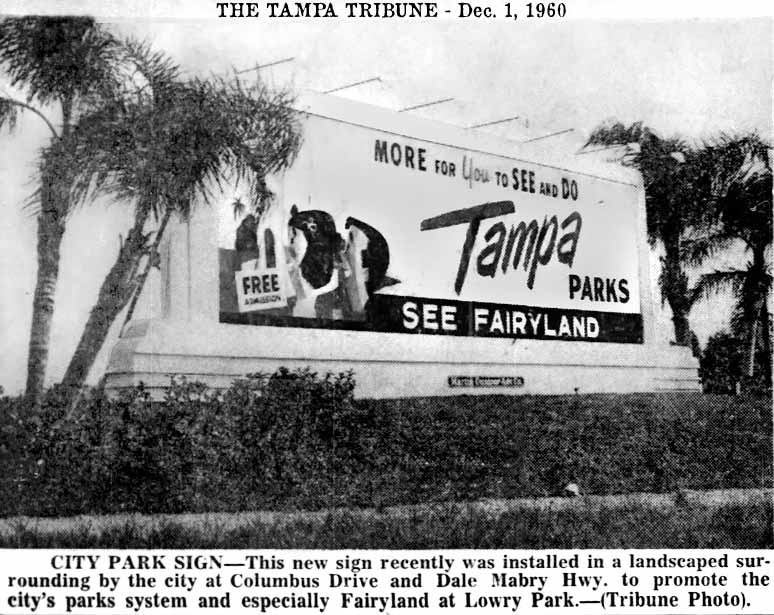 THE TAMPA TRIBUNE - Dec. 1, 1960
MORE FOR You TO SEE AND DO
Tampa
PARKS
FREE
ADMISSION
SEE FAIRYLAND
CITY PARK SIGN—This new sign recently was installed in a landscaped sur-
rounding by the city at Columbus Drive and Dale Mabry Hwy. to promote the
city's parks system and especially Fairyland at Lowry Park.—(Tribune Photo).